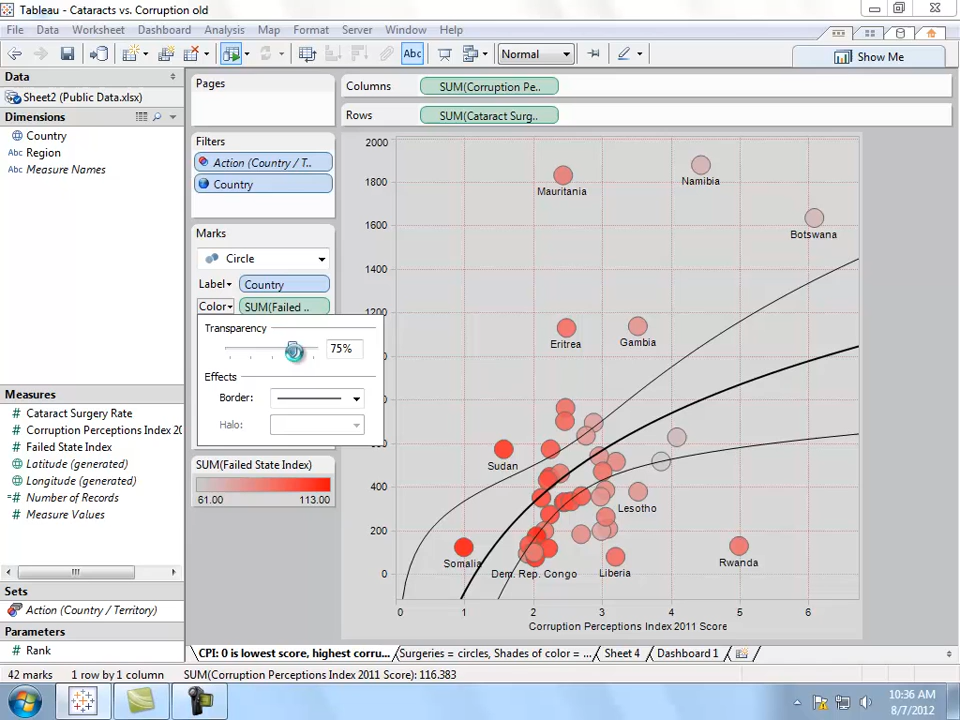 Tableau - Cataracts vs. Corruption old
File Data Worksheet Dashboard Analysis Map Format Server Window Help
Abc Normal Show Me
Data
Sheet2 (Public Data.xlsx)
Dimensions
Country
Abc Region
Abc Measure Names
Measures
# Cataract Surgery Rate
# Corruption Perceptions Index 20
# Failed State Index
Latitude (generated)
Longitude (generated)
=# Number of Records
# Measure Values
Sets
Action (Country / Territory)
Parameters
# Rank
Pages
Filters
Action (Country / T..
Country
Marks
Circle
Label Country
Color SUM(Failed ..
Transparency
75%
Effects
Border:
Halo:
SUM(Failed State Index)
61.00 113.00
Columns SUM(Corruption Pe..
Rows SUM(Cataract Surg..
2000
1800
1600
1400
1200
400
200
0
Mauritania
Namibia
Botswana
Eritrea
Gambia
Sudan
Lesotho
Somalia
Dem. Rep. Congo
Liberia
Rwanda
0 1 2 3 4 5 6
Corruption Perceptions Index 2011 Score
CPI: 0 is lowest score, highest corru... Surgeries = circles, Shades of color = ... Sheet 4 Dashboard 1
42 marks 1 row by 1 column SUM(Corruption Perceptions Index 2011 Score): 116.383
10:36 AM
8/7/2012